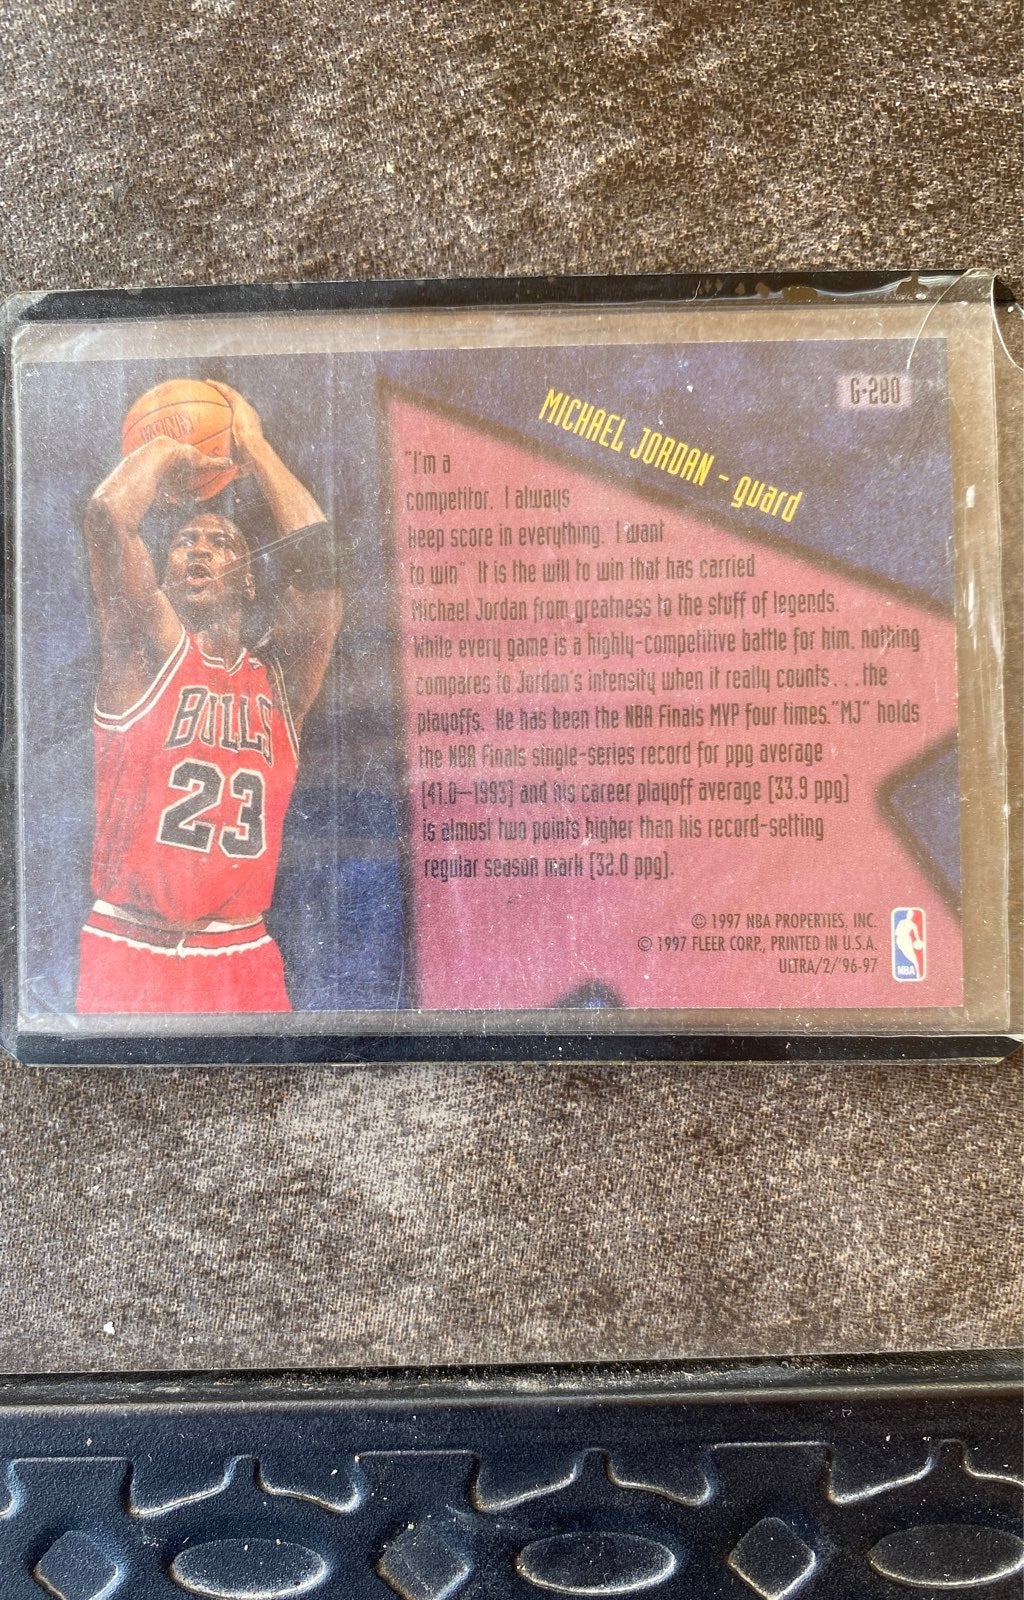 G-280
MICHAEL JORDAN - guard
"I'm a
competitor. I always
keep score in everything. I want
to win" It is the will to win that has carried
Michael Jordan from greatness to the stuff of legends.
While every game is a highly-competitive battle for him, nothing
compares to Jordan's intensity when it really counts...the
playoffs. He has been the NBA Finals MVP four times."MJ" holds
the NBA Finals single-series record for ppg average
[41.0—1993] and his career playoff average [33.9 ppg]
is almost two points higher than his record-setting
regular season mark [32.0 ppg].
BULLS
23
© 1997 NBA PROPERTIES, INC.
© 1997 FLEER CORP., PRINTED IN U.S.A.
ULTRA/2/'96-97
NBA